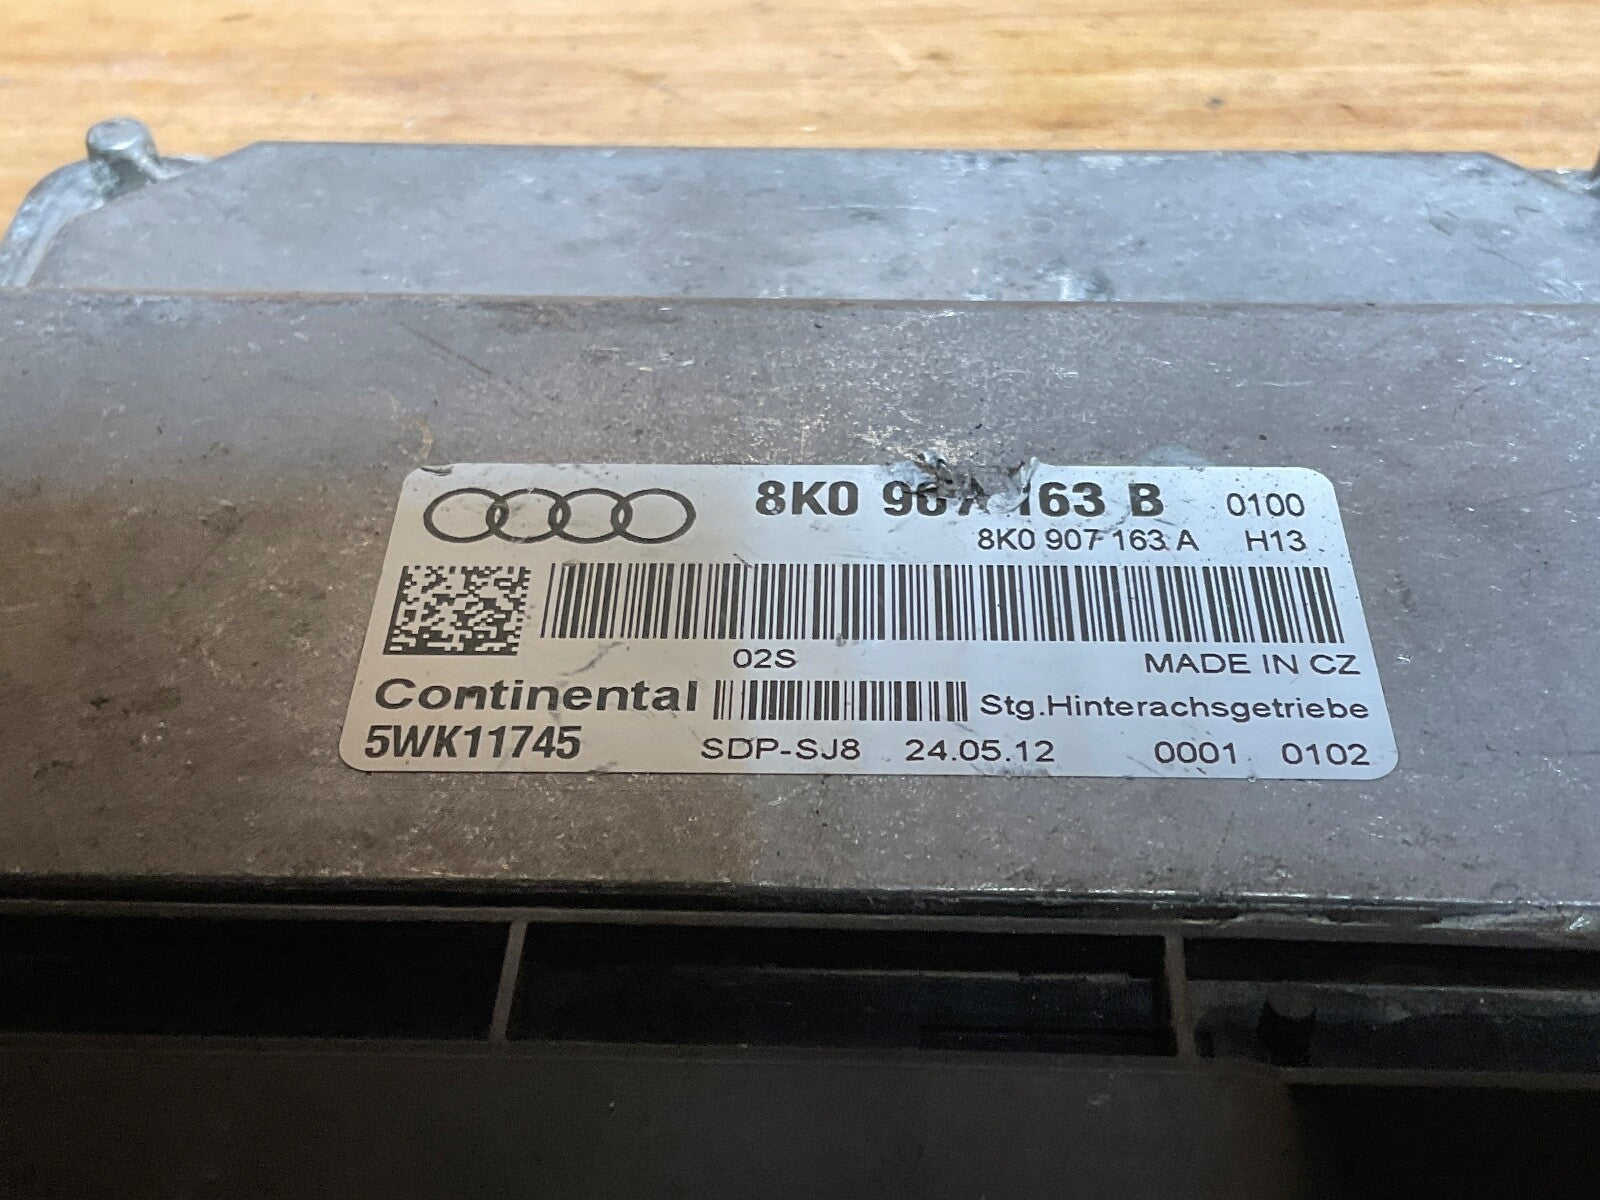 8K0 907 163 B 0100
8K0 907 163 A H13
02S MADE IN CZ
Continental Stg.Hinterachsgetriebe
5WK11745 SDP-SJ8 24.05.12 0001 0102